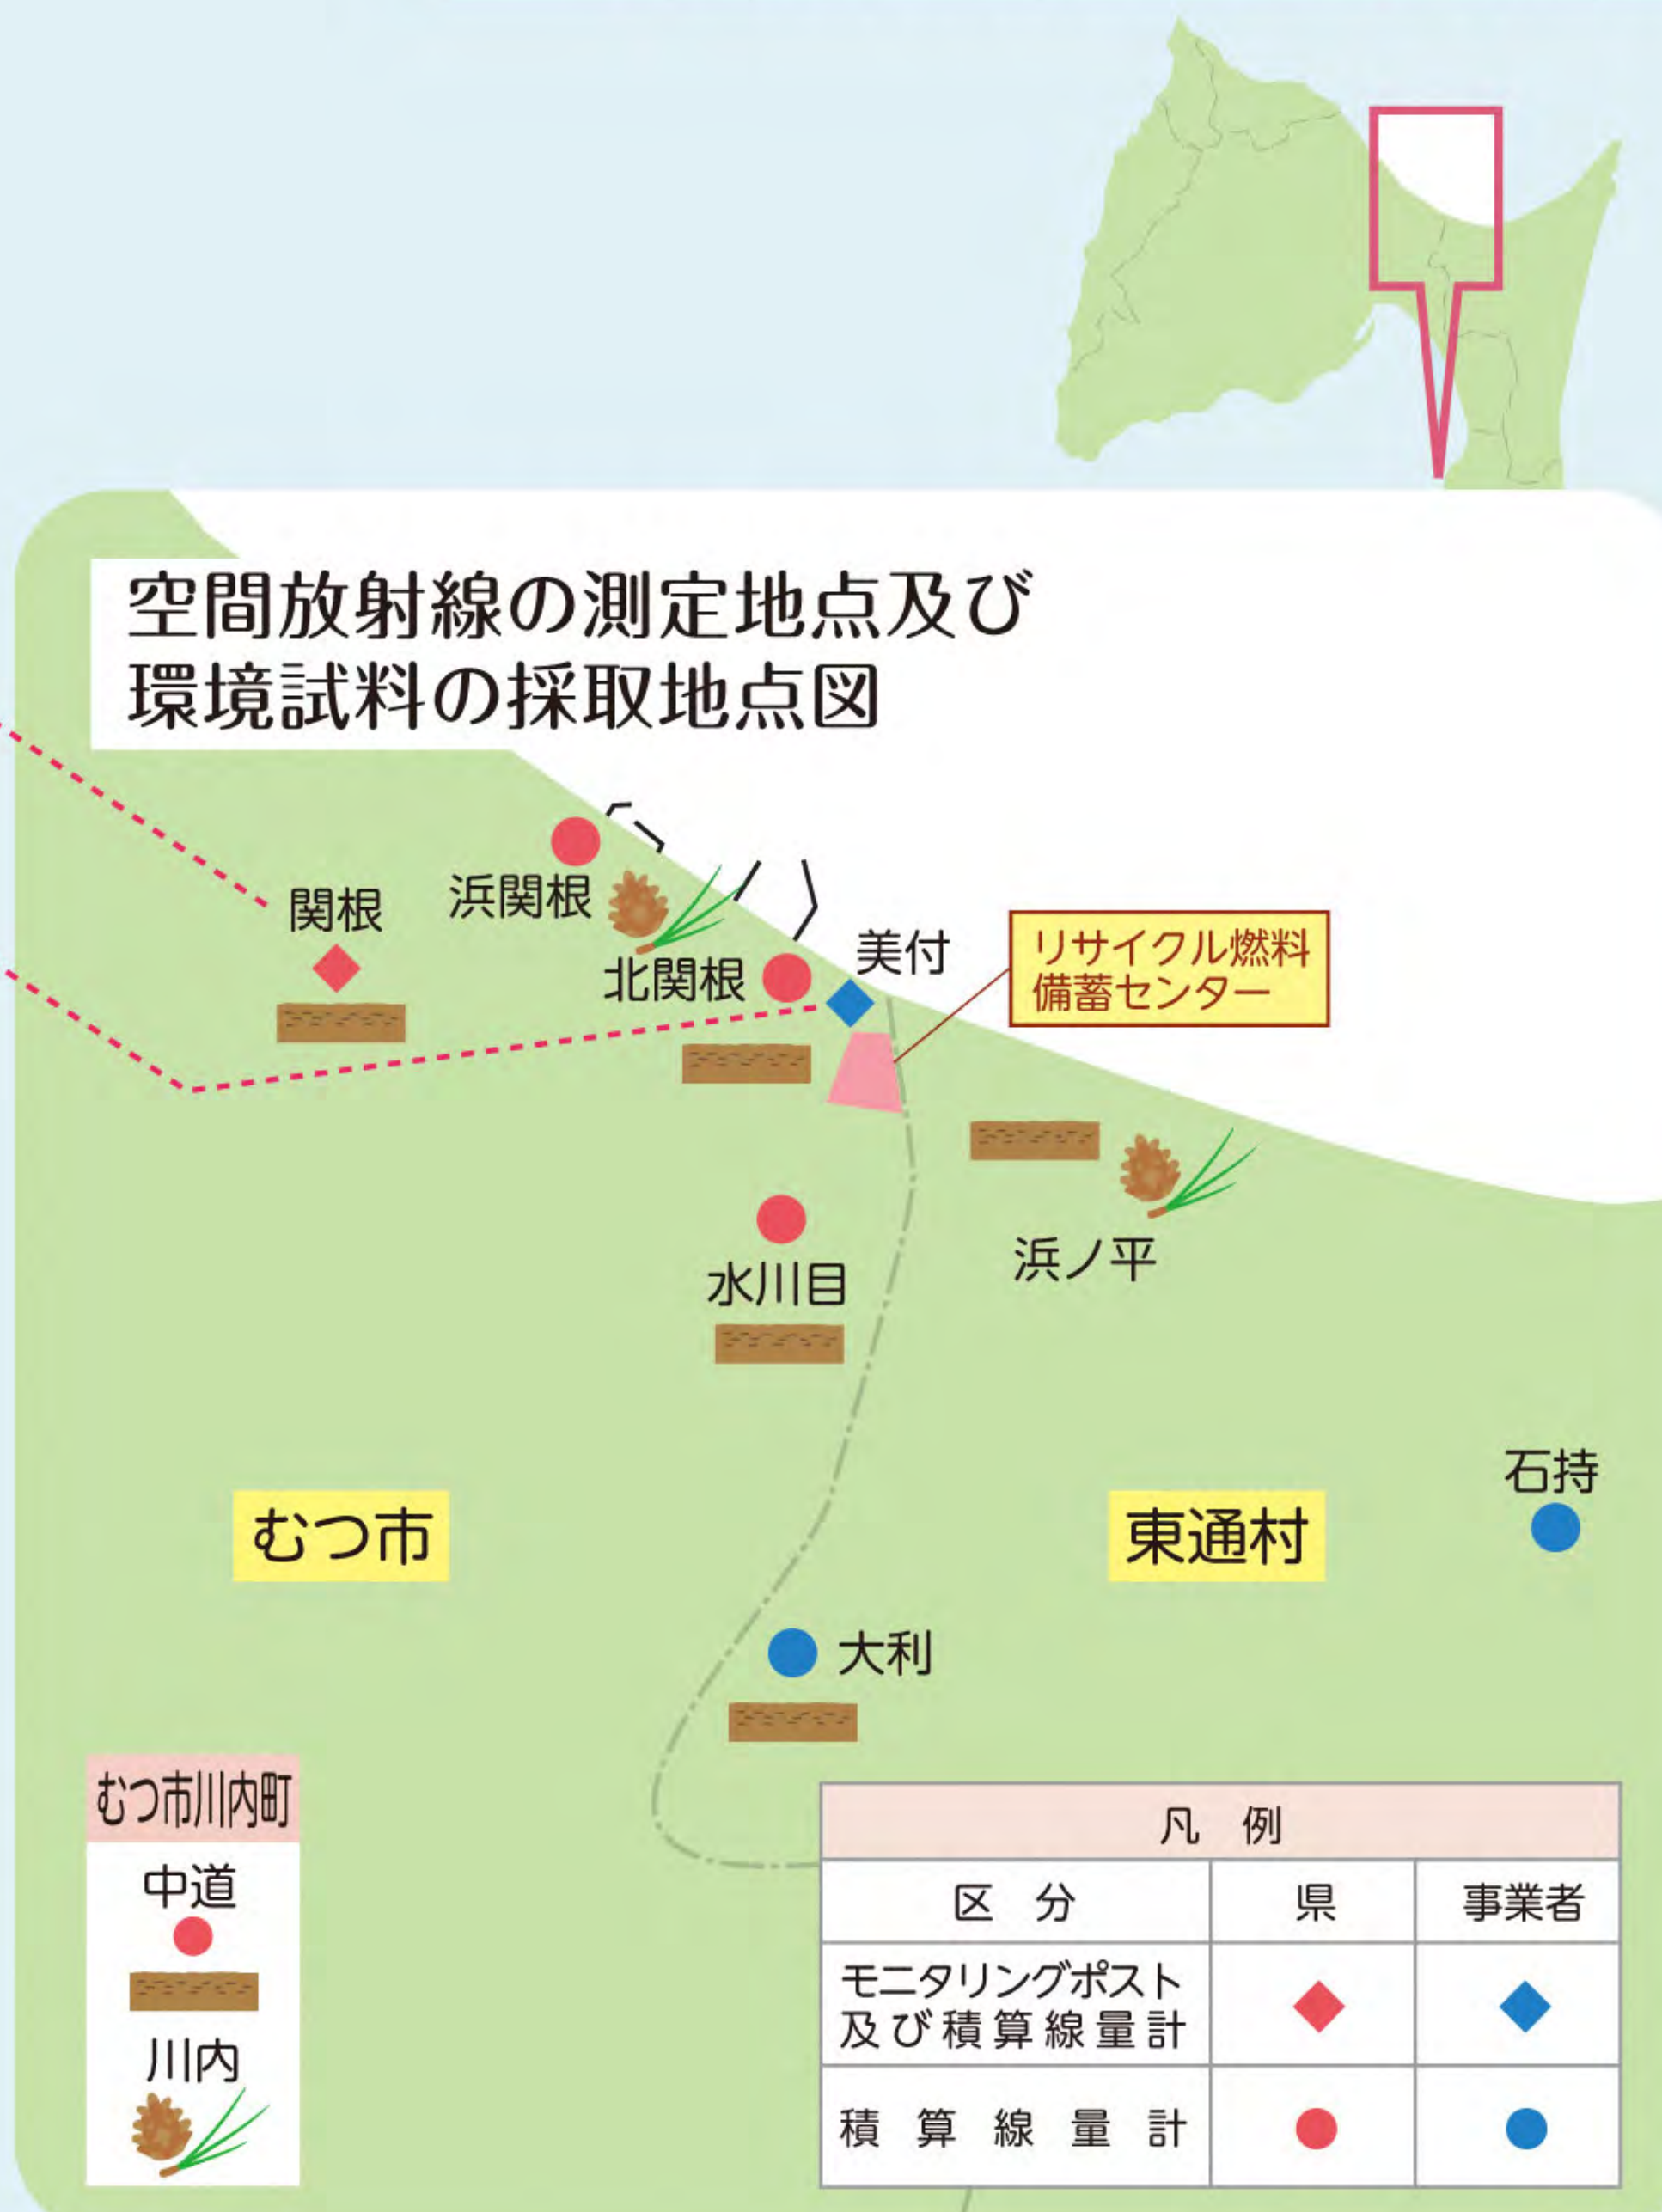 空間放射線の測定地点及び
環境試料の採取地点図
関根
浜関根
北関根
美付
リサイクル燃料
備蓄センター
水川目
浜ノ平
石持
むつ市
東通村
大利
むつ市川内町
中道
川内
凡 例
区 分
県
事業者
モニタリングポスト
及び積算線量計
積算線量計